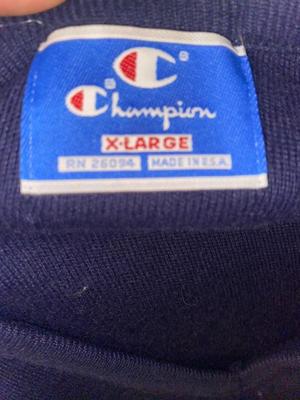 Champion
X-LARGE
RN 26094 MADE IN U.S.A.